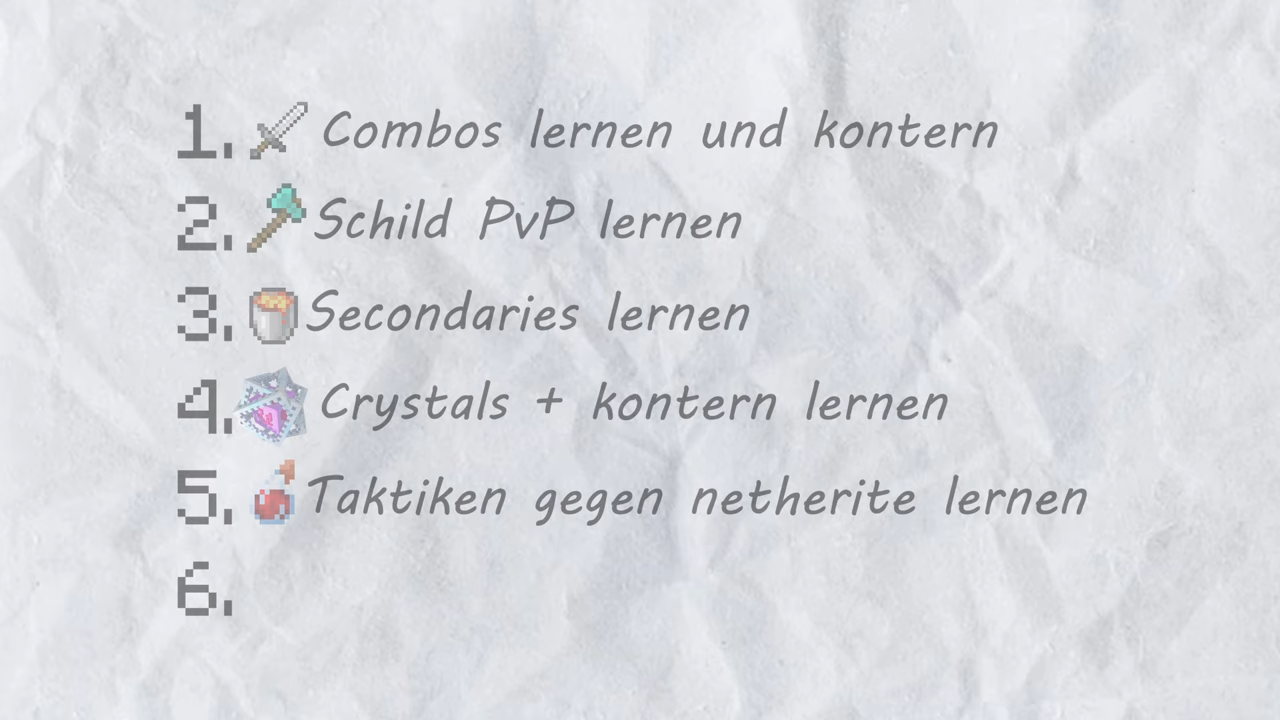 1. Combos lernen und kontern
2. Schild PvP lernen
3. Secondaries lernen
4. Crystals + kontern lernen
5. Taktiken gegen netherite lernen
6.